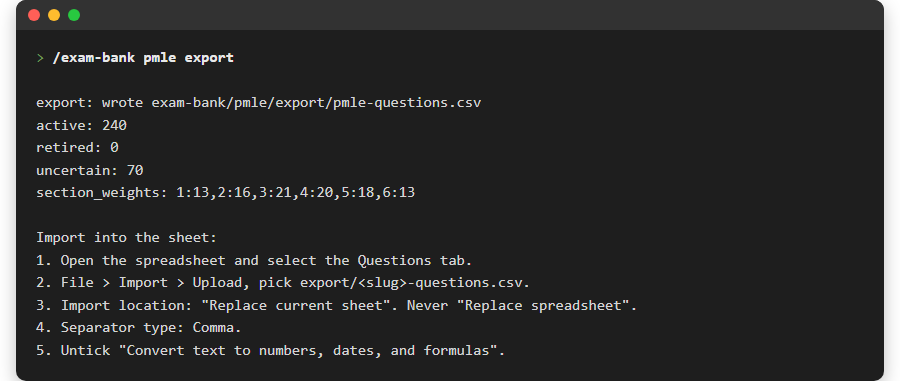 > /exam-bank pmle export
export: wrote exam-bank/pmle/export/pmle-questions.csv
active: 240
retired: 0
uncertain: 70
section_weights: 1:13,2:16,3:21,4:20,5:18,6:13
Import into the sheet:
1. Open the spreadsheet and select the Questions tab.
2. File > Import > Upload, pick export/<slug>-questions.csv.
3. Import location: "Replace current sheet". Never "Replace spreadsheet".
4. Separator type: Comma.
5. Untick "Convert text to numbers, dates, and formulas".